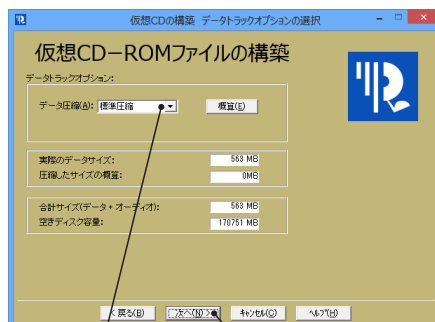 仮想CDの構築 データトラックオプションの選択
仮想CD－ROMファイルの構築
データトラックオプション:
データ圧縮(A): 標準圧縮 概算(E)
実際のデータサイズ: 563 MB
圧縮したサイズの概算: 0MB
合計サイズ(データ + オーディオ): 563 MB
空きディスク容量: 170751 MB
< 戻る(B) 次へ(N) > キャンセル(C) ヘルプ(H)